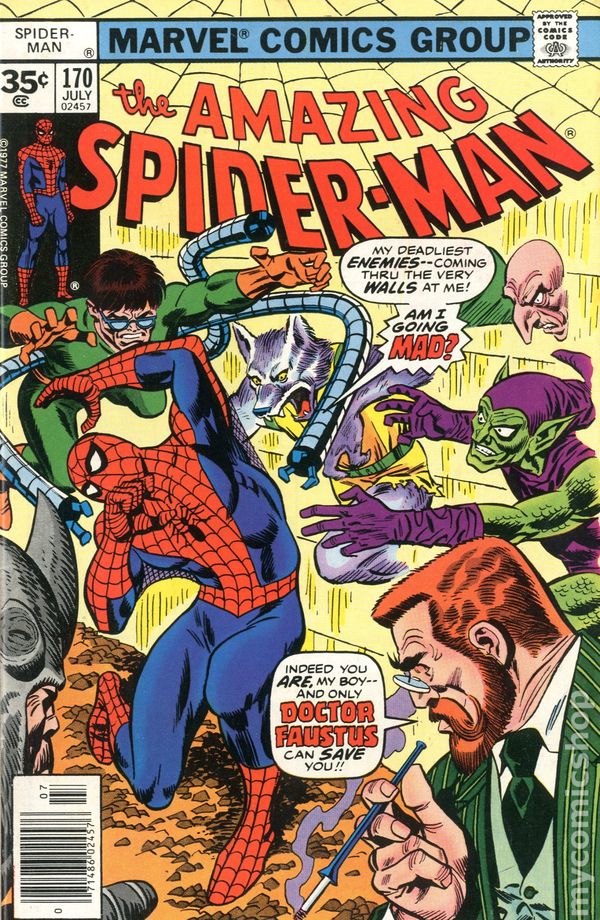 SPIDER-
MAN ®
MARVEL® COMICS GROUP
APPROVED
BY THE
COMICS
CODE
AUTHORITY
35¢
CC
170
JULY
02457
©1977 MARVEL COMICS GROUP
®
the AMAZING
SPIDER-MAN®
MY DEADLIEST
ENEMIES--COMING
THRU THE VERY
WALLS AT ME!
AM I
GOING
MAD?
INDEED YOU
ARE, MY BOY--
AND ONLY
DOCTOR
FAUSTUS
CAN SAVE
YOU!!
07
71486 02457
0
mycomicshop